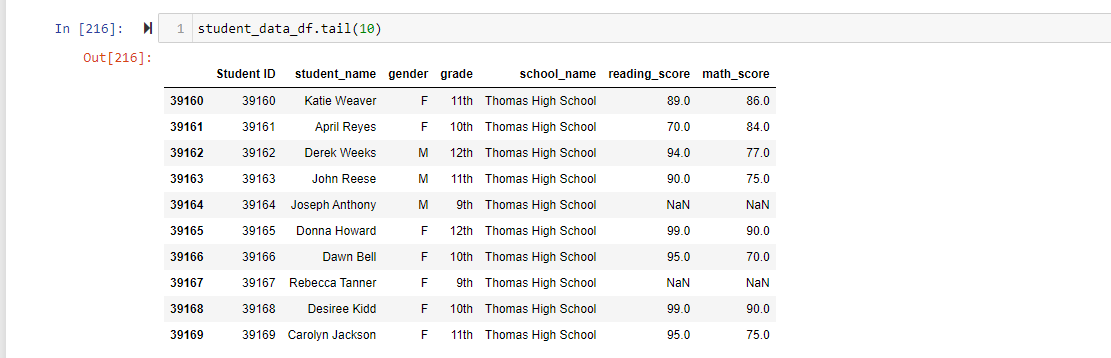 In [216]: 1 student_data_df.tail(10)
Out[216]:
Student ID student_name gender grade school_name reading_score math_score
39160 39160 Katie Weaver F 11th Thomas High School 89.0 86.0
39161 39161 April Reyes F 10th Thomas High School 70.0 84.0
39162 39162 Derek Weeks M 12th Thomas High School 94.0 77.0
39163 39163 John Reese M 11th Thomas High School 90.0 75.0
39164 39164 Joseph Anthony M 9th Thomas High School NaN NaN
39165 39165 Donna Howard F 12th Thomas High School 99.0 90.0
39166 39166 Dawn Bell F 10th Thomas High School 95.0 70.0
39167 39167 Rebecca Tanner F 9th Thomas High School NaN NaN
39168 39168 Desiree Kidd F 10th Thomas High School 99.0 90.0
39169 39169 Carolyn Jackson F 11th Thomas High School 95.0 75.0